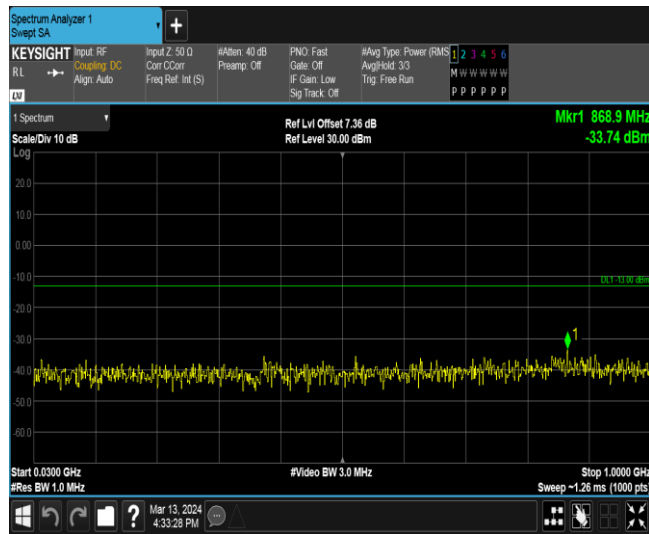 Spectrum Analyzer 1
Swept SA
+
KEYSIGHT
RL
LXI
Input: RF
Coupling: DC
Align: Auto
Input Z: 50 Ω
Corr CCorr
Freq Ref: Int (S)
#Atten: 40 dB
Preamp: Off
PNO: Fast
Gate: Off
IF Gain: Low
Sig Track: Off
#Avg Type: Power (RMS
Avg|Hold: 3/3
Trig: Free Run
1 2 3 4 5 6
M W W W W W
P P P P P P
1 Spectrum
Scale/Div 10 dB
Log
Ref Lvl Offset 7.36 dB
Ref Level 30.00 dBm
Mkr1 868.9 MHz
-33.74 dBm
20.0
10.0
0.00
-10.0
DL1 -13.00 dBm
-20.0
-30.0
1
-40.0
-50.0
-60.0
Start 0.0300 GHz
#Video BW 3.0 MHz
Stop 1.0000 GHz
#Res BW 1.0 MHz
Sweep ~1.26 ms (1000 pts)
?
Mar 13, 2024
4:33:28 PM